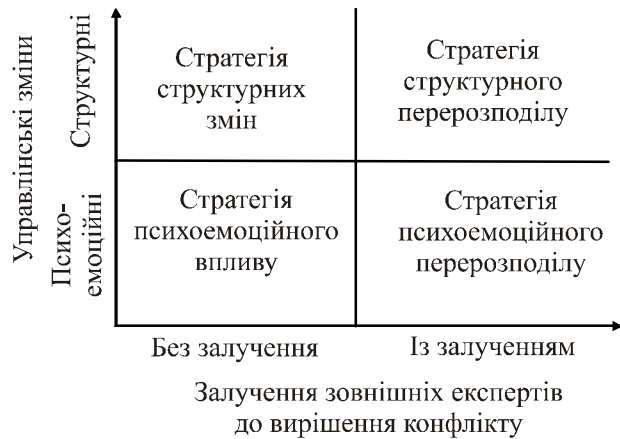 Управлінські зміни
Структурні
Психо-
емоційні
Стратегія
структурних
змін
Стратегія
структурного
перерозподілу
Стратегія
психоемоційного
впливу
Стратегія
психоемоційного
перерозподілу
Без залучення
Із залученням
Залучення зовнішніх експертів
до вирішення конфлікту